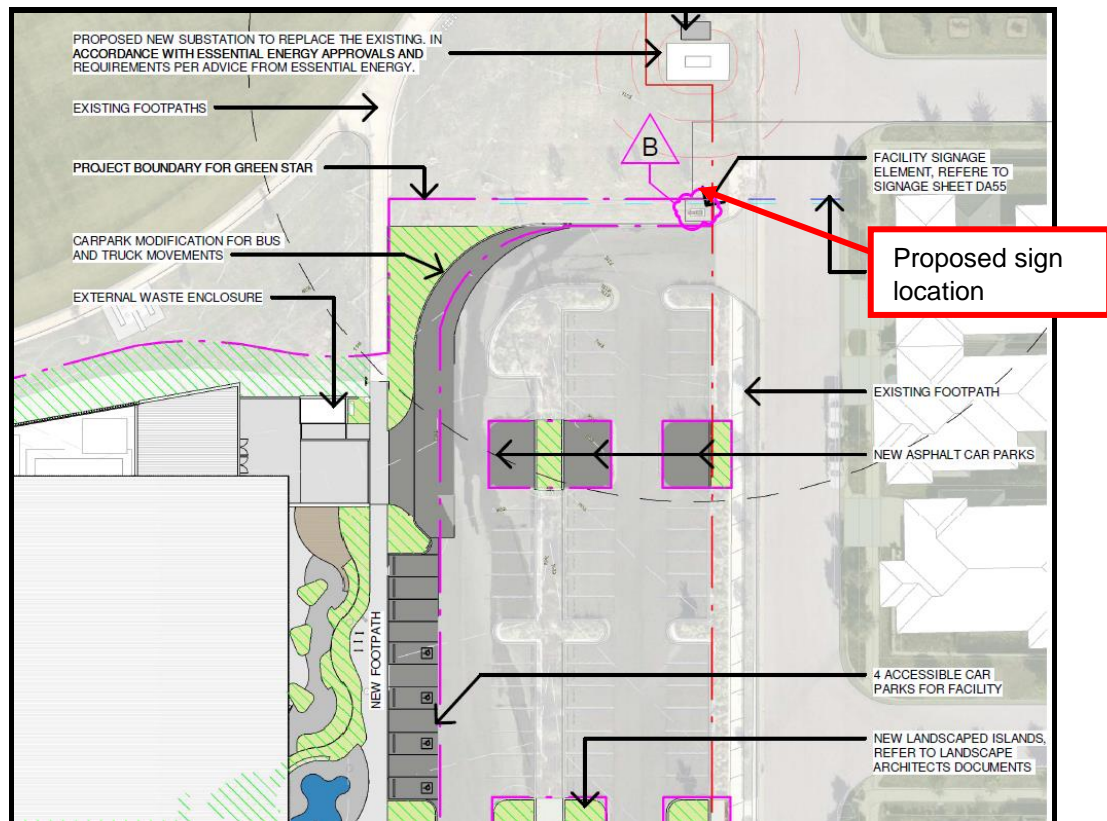 PROPOSED NEW SUBSTATION TO REPLACE THE EXISTING. IN
ACCORDANCE WITH ESSENTIAL ENERGY APPROVALS AND
REQUIREMENTS PER ADVICE FROM ESSENTIAL ENERGY.
EXISTING FOOTPATHS
B
PROJECT BOUNDARY FOR GREEN STAR
FACILITY SIGNAGE
ELEMENT, REFERE TO
SIGNAGE SHEET DA55
CARPARK MODIFICATION FOR BUS
AND TRUCK MOVEMENTS
Proposed sign
location
EXTERNAL WASTE ENCLOSURE
EXISTING FOOTPATH
NEW ASPHALT CAR PARKS
NEW FOOTPATH
4 ACCESSIBLE CAR
PARKS FOR FACILITY
NEW LANDSCAPED ISLANDS,
REFER TO LANDSCAPE
ARCHITECTS DOCUMENTS